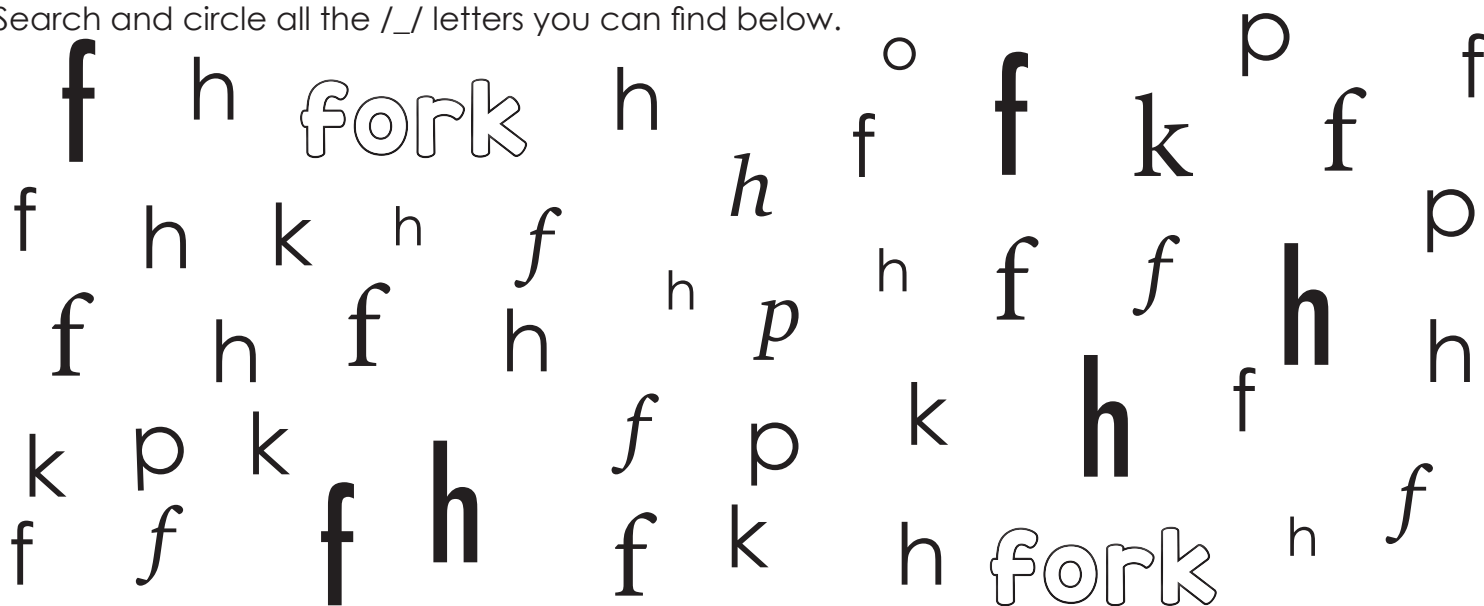 Search and circle all the /_/ letters you can find below.
f h fork h o f p f
f k f
f h k h f h p
h f f h
f h f h h p h
k p k f p k h f
f h f
f f f k h fork h